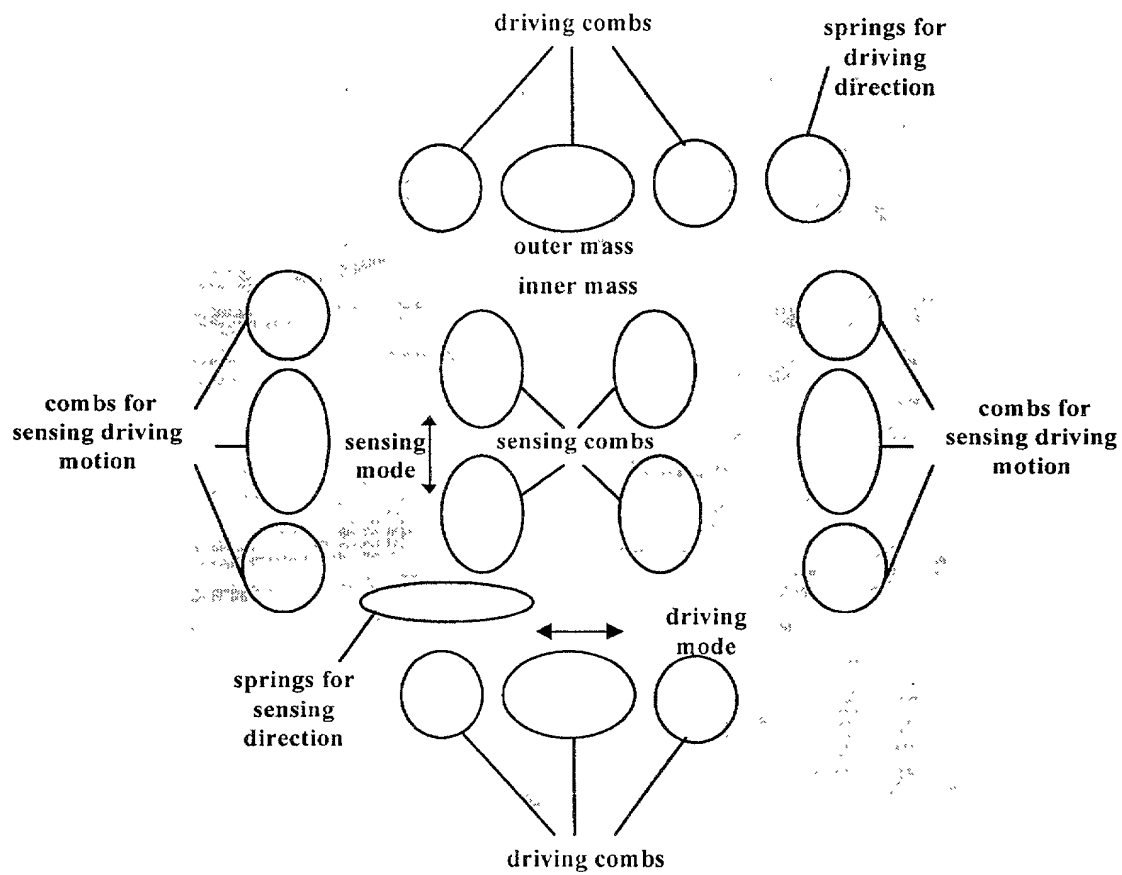 driving combs
springs for
driving
direction
outer mass
inner mass
combs for
sensing driving
motion
sensing
mode
sensing combs
combs for
sensing driving
motion
driving
mode
springs for
sensing
direction
driving combs